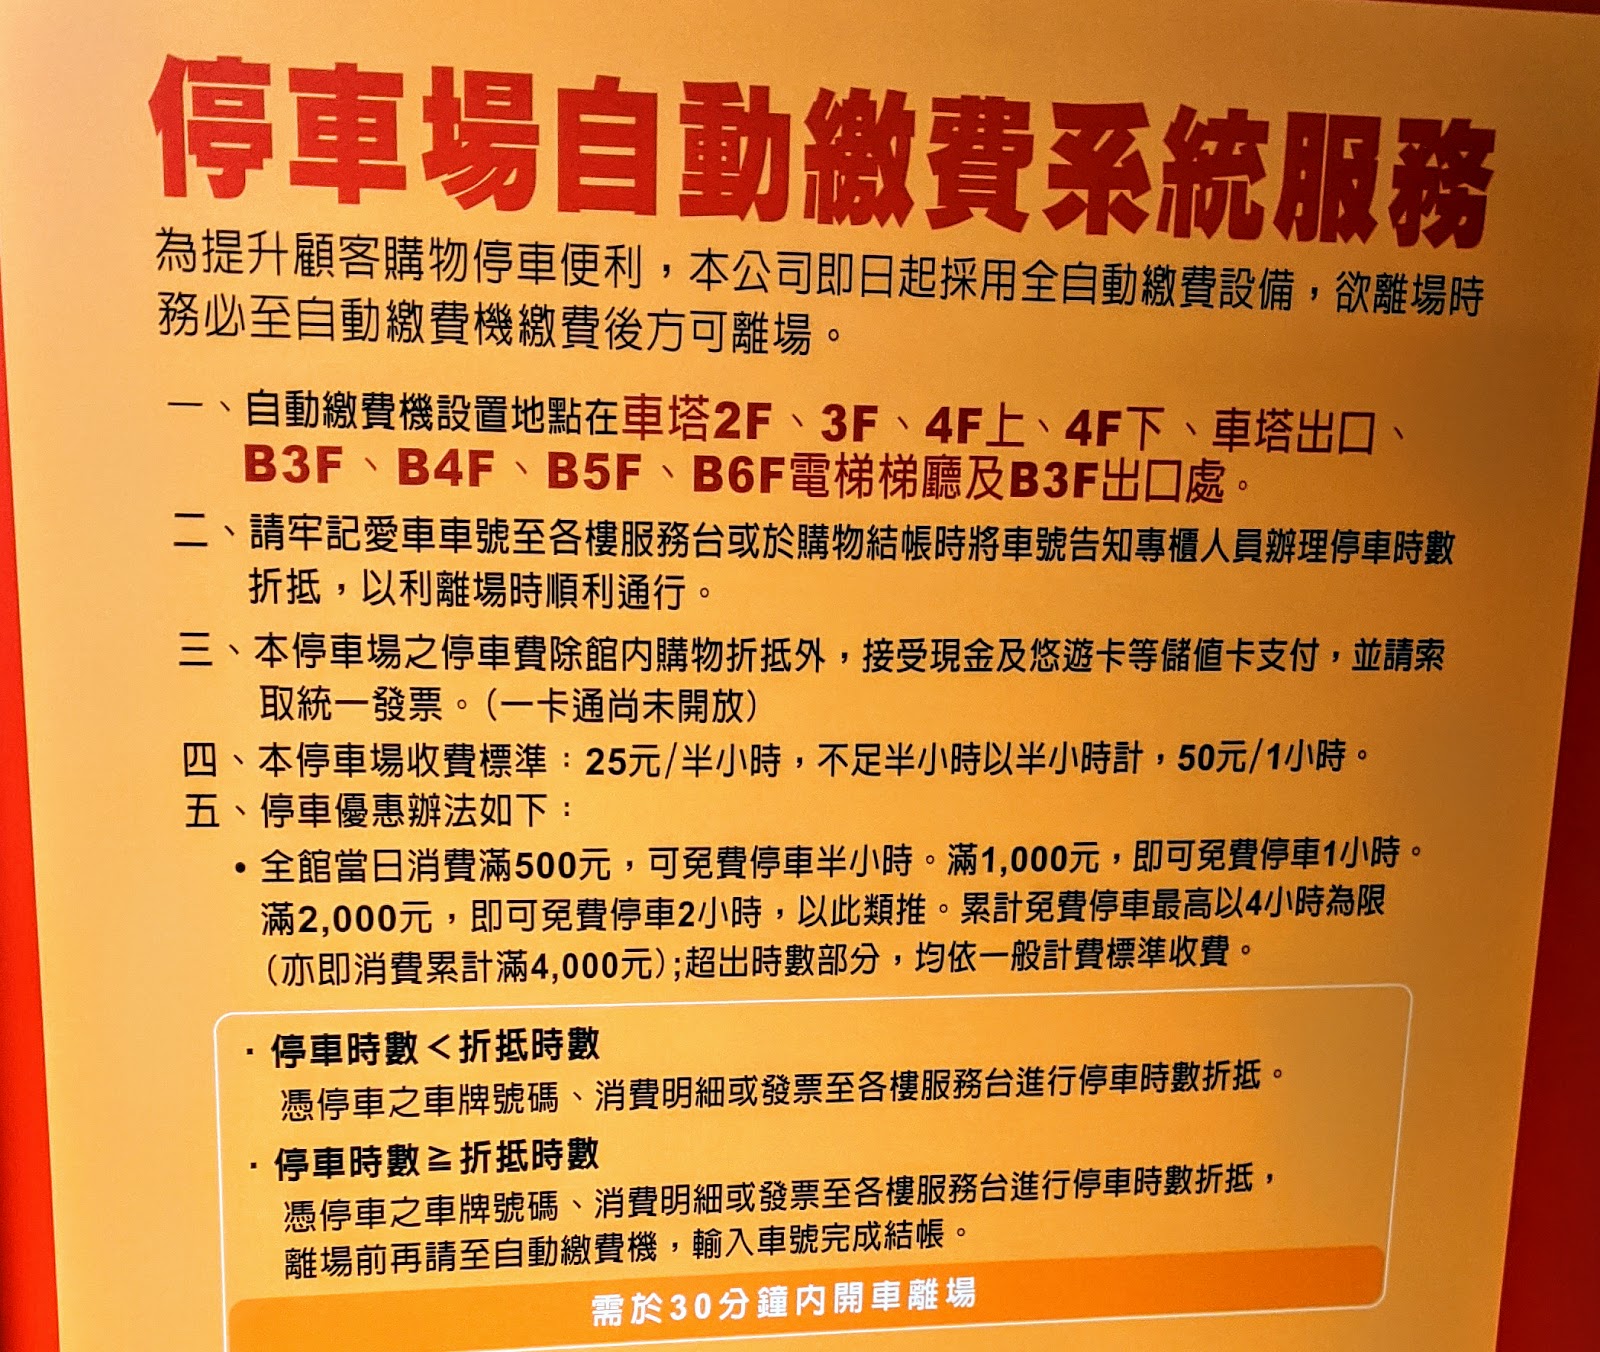 停車場自動繳費系統服務
為提升顧客購物停車便利，本公司即日起採用全自動繳費設備，欲離場時
務必至自動繳費機繳費後方可離場。
一、自動繳費機設置地點在車塔2F、3F、4F上、4F下、車塔出口、
B3F、B4F、B5F、B6F電梯梯廳及B3F出口處。
二、請牢記愛車車號至各樓服務台或於購物結帳時將車號告知專櫃人員辦理停車時數
折抵，以利離場時順利通行。
三、本停車場之停車費除館內購物折抵外，接受現金及悠遊卡等儲值卡支付，並請索
取統一發票。(一卡通尚未開放)
四、本停車場收費標準：25元/半小時，不足半小時以半小時計，50元/1小時。
五、停車優惠辦法如下：
•全館當日消費滿500元，可免費停車半小時。滿1,000元，即可免費停車1小時。
滿2,000元，即可免費停車2小時，以此類推。累計免費停車最高以4小時為限
(亦即消費累計滿4,000元);超出時數部分，均依一般計費標準收費。
·停車時數＜折抵時數
憑停車之車牌號碼、消費明細或發票至各樓服務台進行停車時數折抵。
·停車時數≧折抵時數
憑停車之車牌號碼、消費明細或發票至各樓服務台進行停車時數折抵，
離場前再請至自動繳費機，輸入車號完成結帳。
需於30分鐘內開車離場